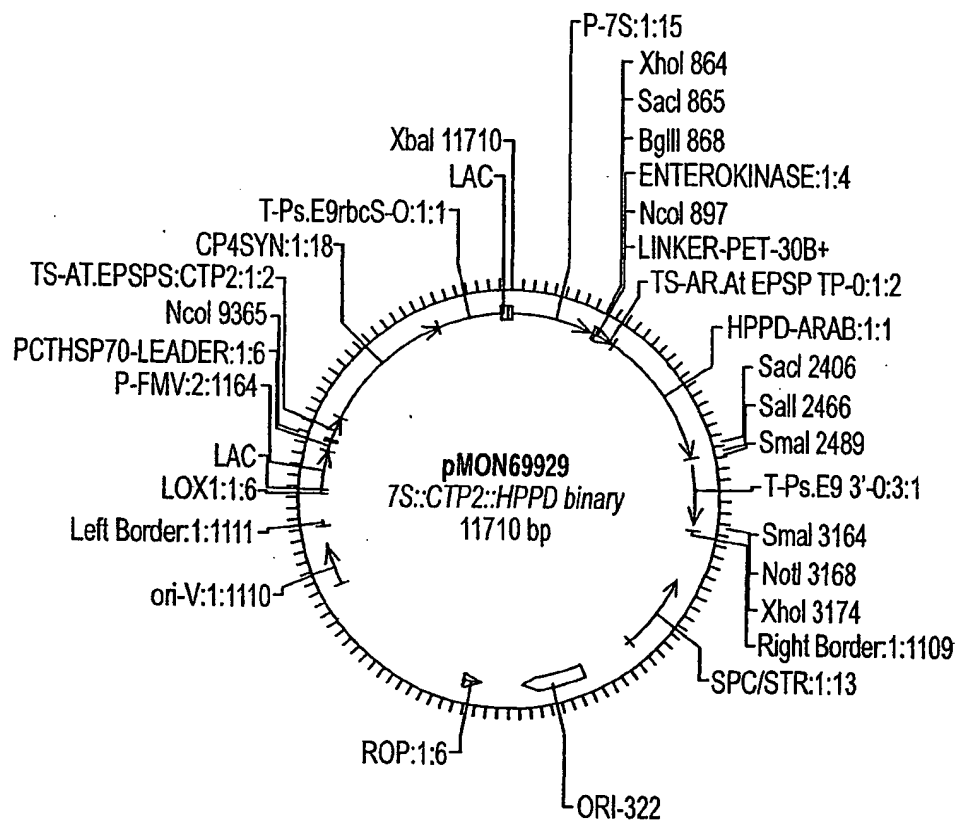 P-7S:1:15
XhoI 864
SacI 865
BglII 868
ENTEROKINASE:1:4
NcoI 897
LINKER-PET-30B+
TS-AR.At EPSP TP-0:1:2
HPPD-ARAB:1:1
SacI 2406
SalI 2466
SmaI 2489
T-Ps.E9 3'-0:3:1
SmaI 3164
NotI 3168
XhoI 3174
Right Border:1:1109
SPC/STR:1:13
ORI-322
ROP:1:6
ori-V:1:1110
Left Border:1:1111
LOX1:1:6
LAC
P-FMV:2:1164
PCTHSP70-LEADER:1:6
NcoI 9365
TS-AT.EPSPS:CTP2:1:2
CP4SYN:1:18
T-Ps.E9rbcS-O:1:1
LAC
XbaI 11710
pMON69929
7S::CTP2::HPPD binary
11710 bp